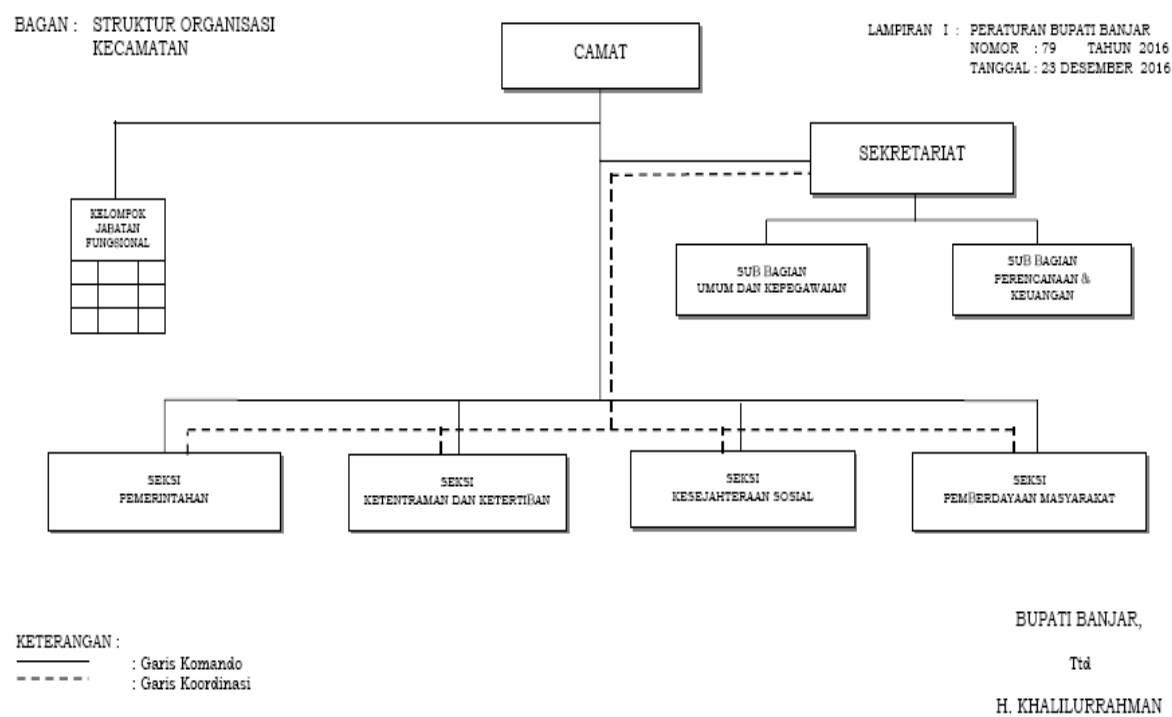 BAGAN : STRUKTUR ORGANISASI
KECAMATAN
LAMPIRAN I : PERATURAN BUPATI BANJAR
NOMOR : 79 TAHUN 2016
TANGGAL : 23 DESEMBER 2016
CAMAT
SEKRETARIAT
KELOMPOK
JABATAN
FUNGSIONAL
SUB BAGIAN
UMUM DAN KEPEGAWAIAN
SUB BAGIAN
PERENCANAAN &
KEUANGAN
SEKSI
PEMERINTAHAN
SEKSI
KETENTRAMAN DAN KETERTIBAN
SEKSI
KESEJAHTERAAN SOSIAL
SEKSI
PEMBERDAYAAN MASYARAKAT
KETERANGAN :
: Garis Komando
: Garis Koordinasi
BUPATI BANJAR,
Ttd
H. KHALILURRAHMAN